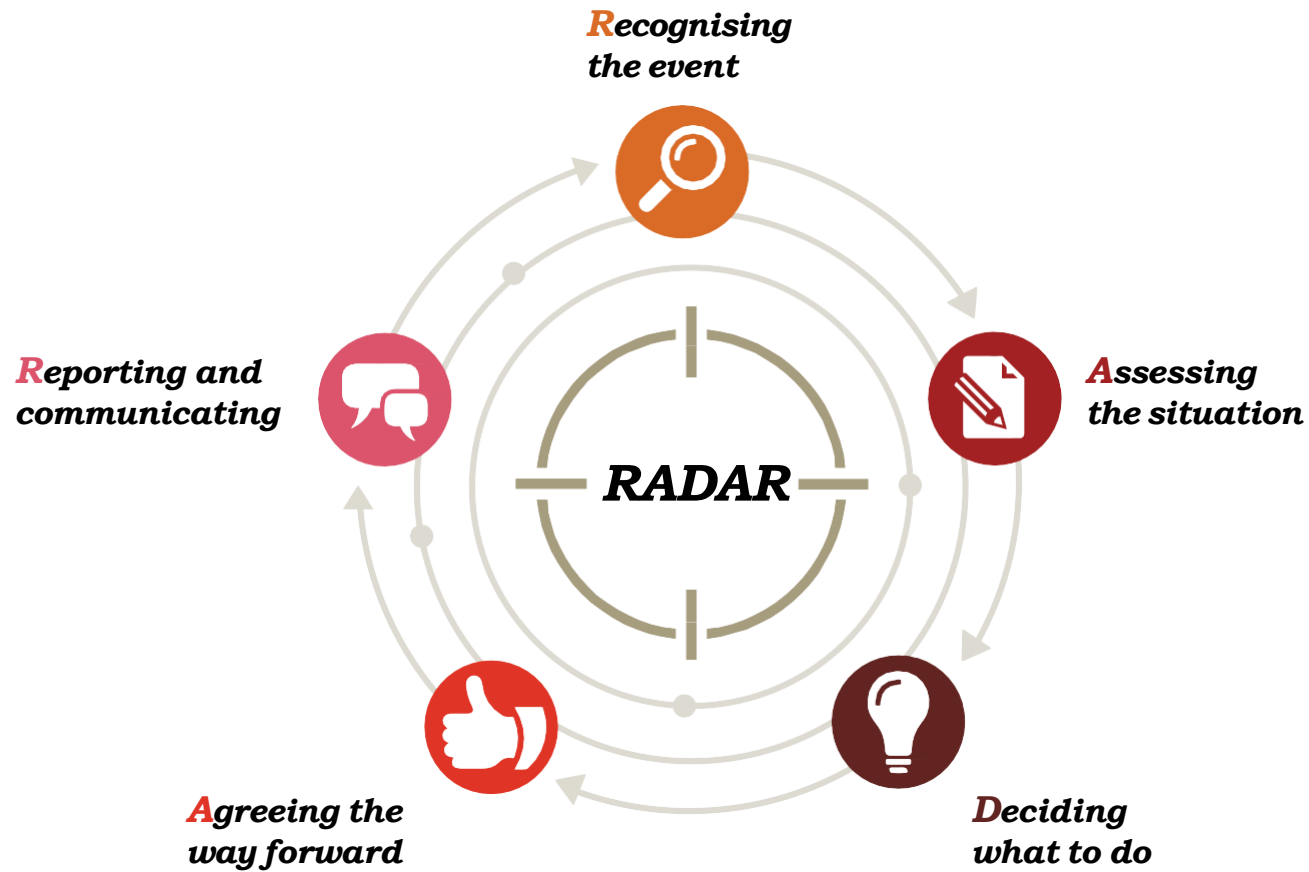 Recognising
the event
Assessing
the situation
Deciding
what to do
Agreeing the
way forward
Reporting and
communicating
RADAR